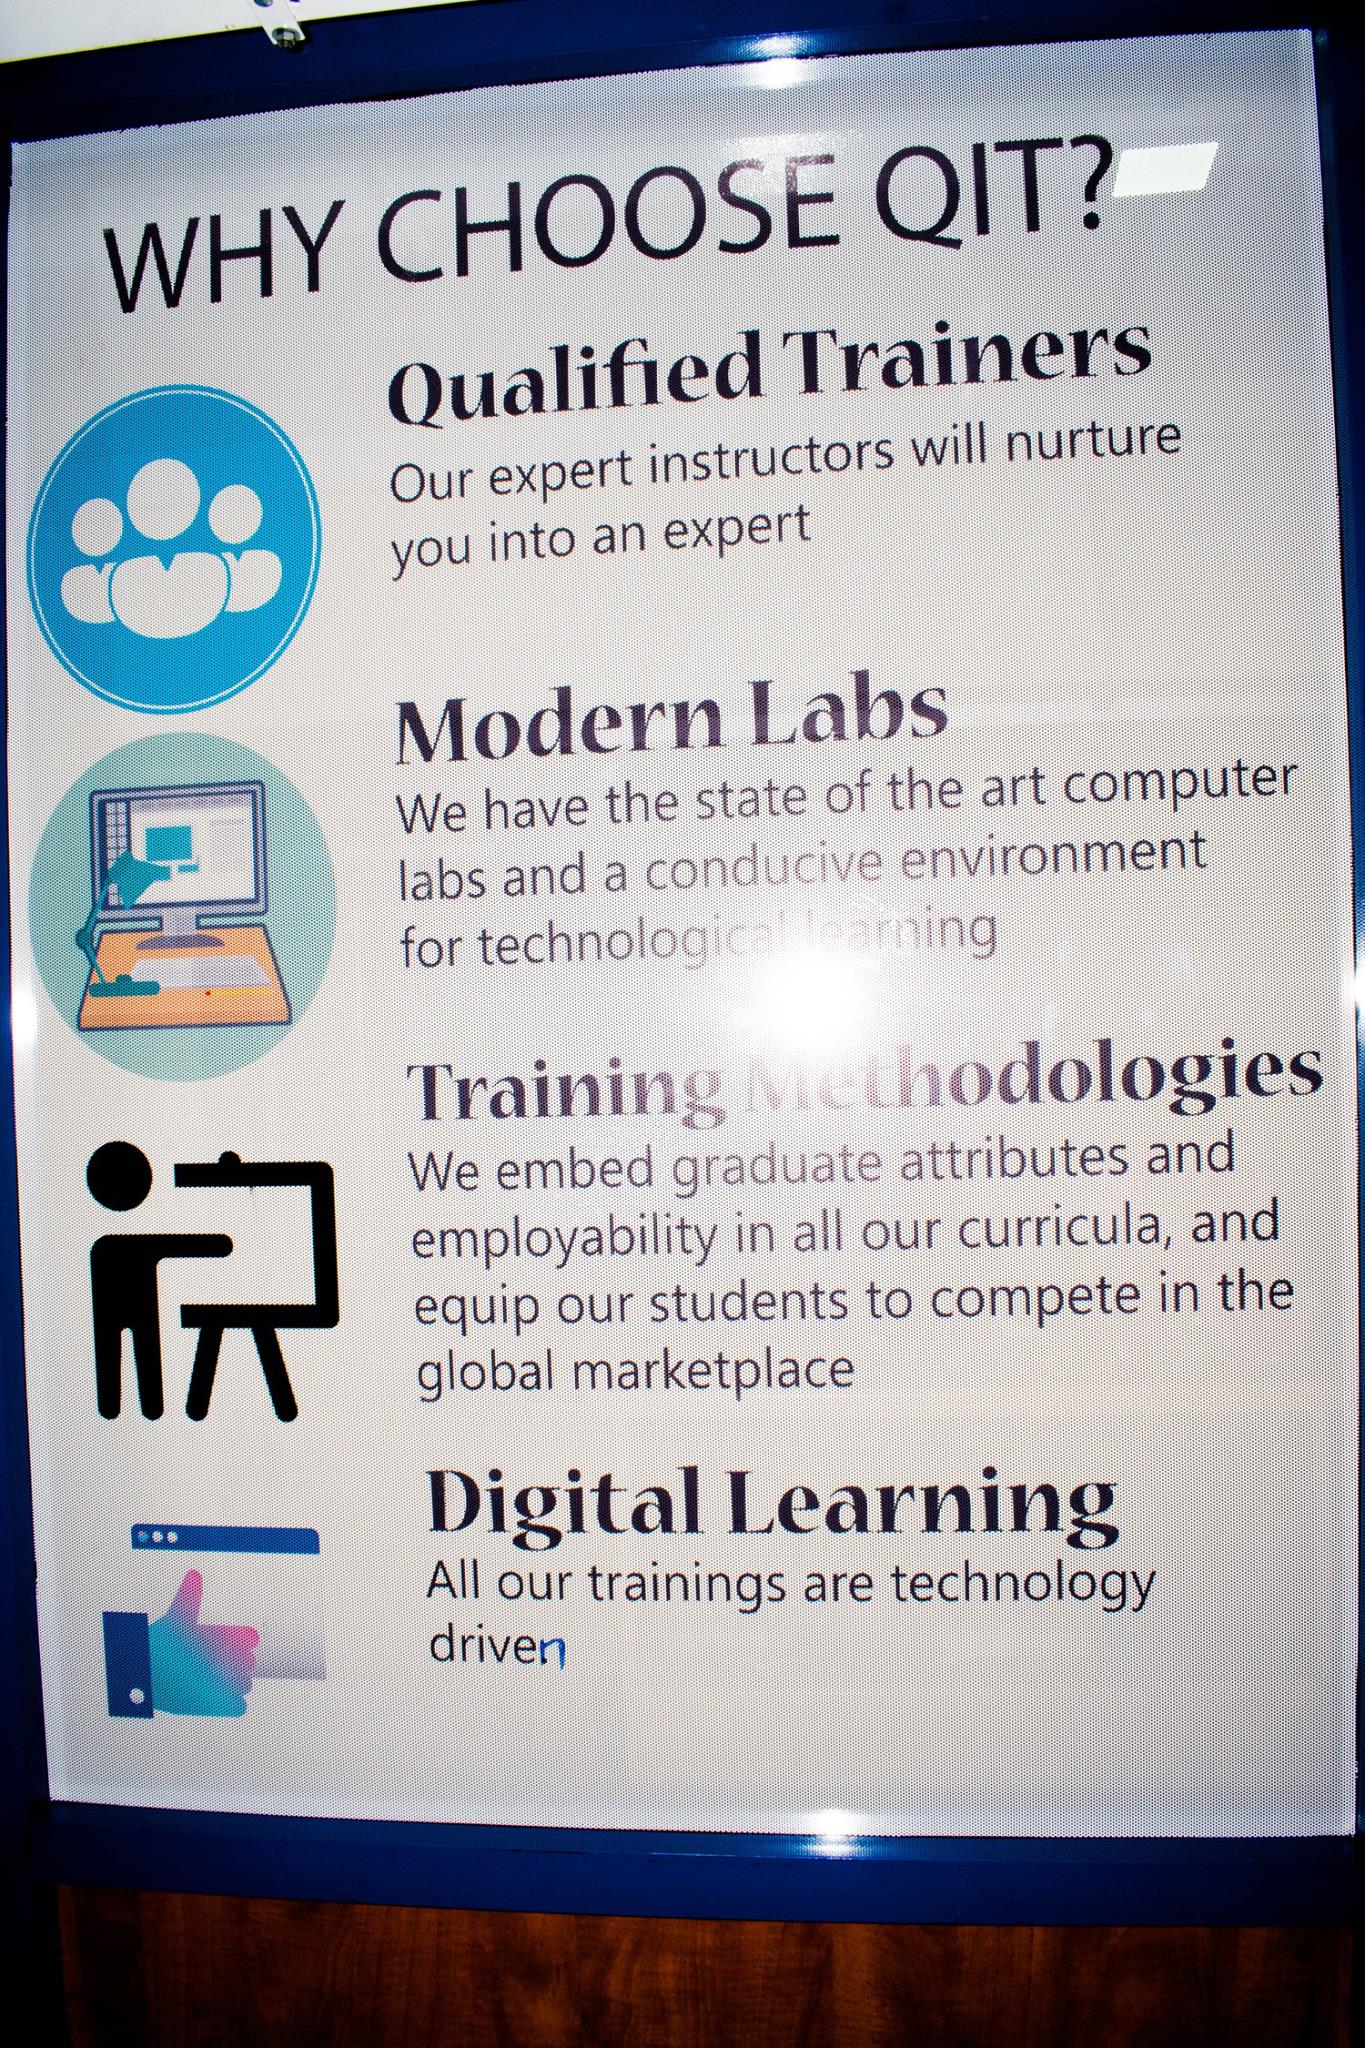 WHY CHOOSE QIT?
Qualified Trainers
Our expert instructors will nurture
you into an expert
Modern Labs
We have the state of the art computer
labs and a conducive environment
for technological learning
Training Methodologies
We embed graduate attributes and
employability in all our curricula, and
equip our students to compete in the
global marketplace
Digital Learning
All our trainings are technology
driven